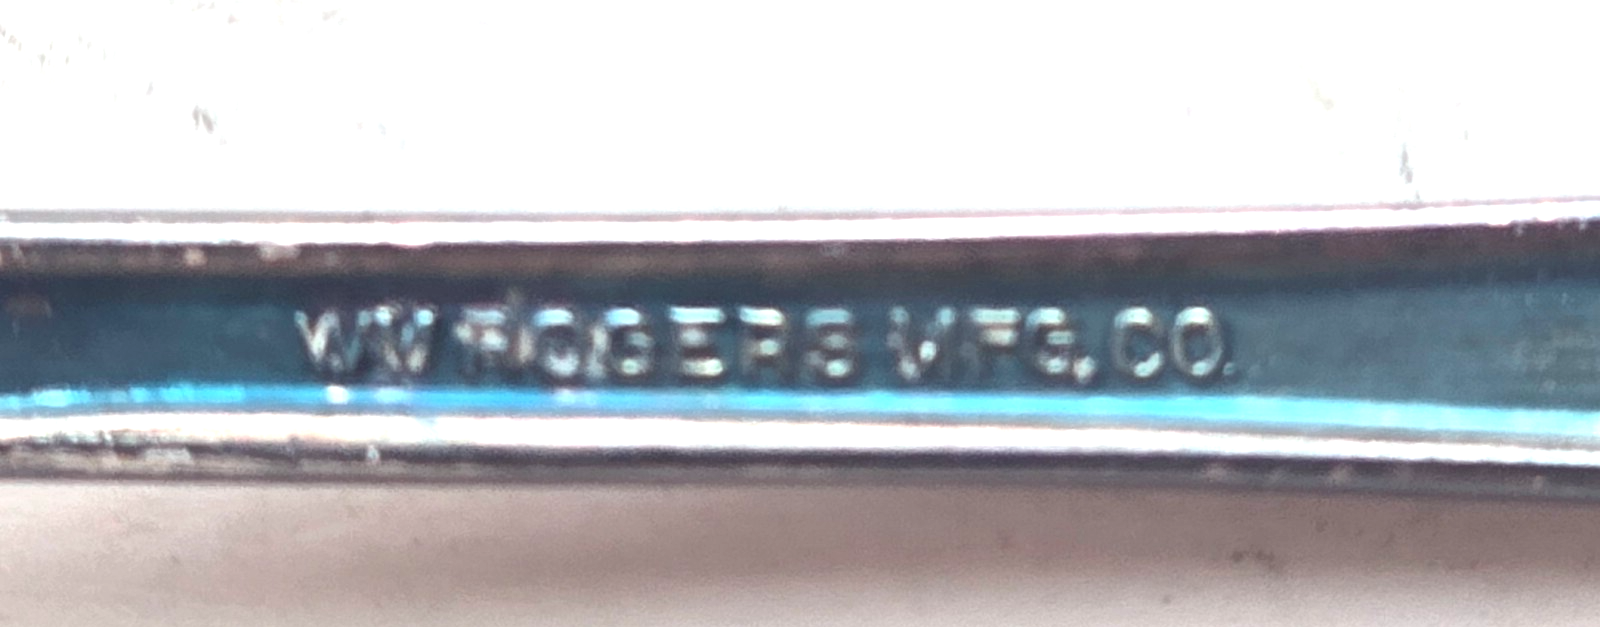 WM ROGERS MFG. CO.